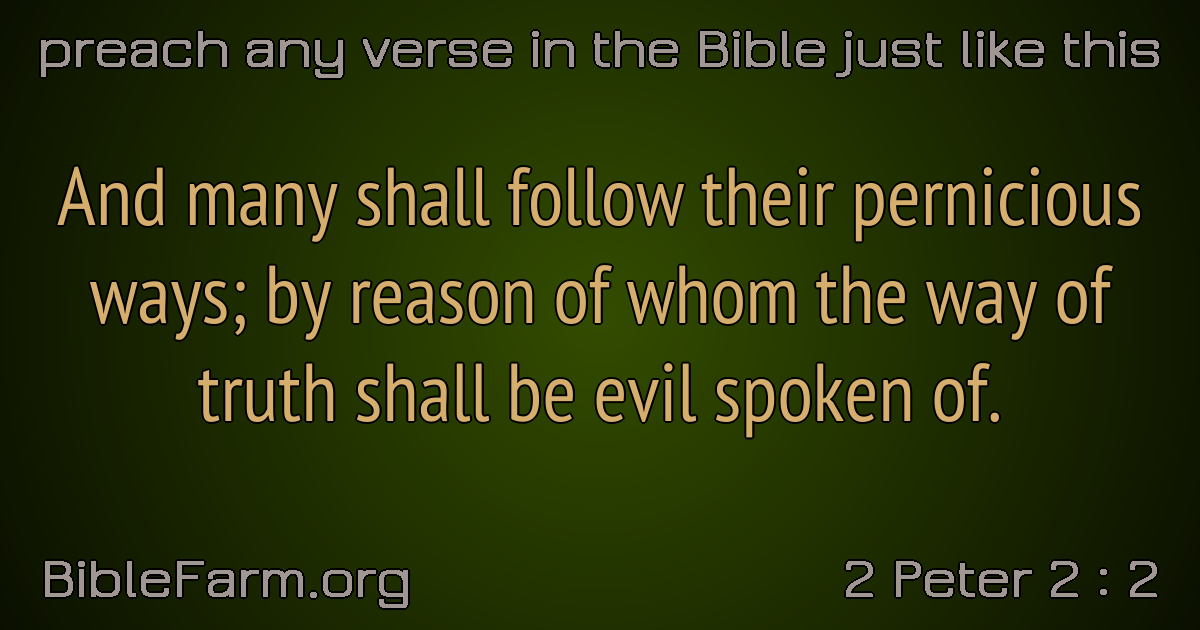 preach any verse in the Bible just like this
And many shall follow their pernicious
ways; by reason of whom the way of
truth shall be evil spoken of.
BibleFarm.org
2 Peter 2 : 2